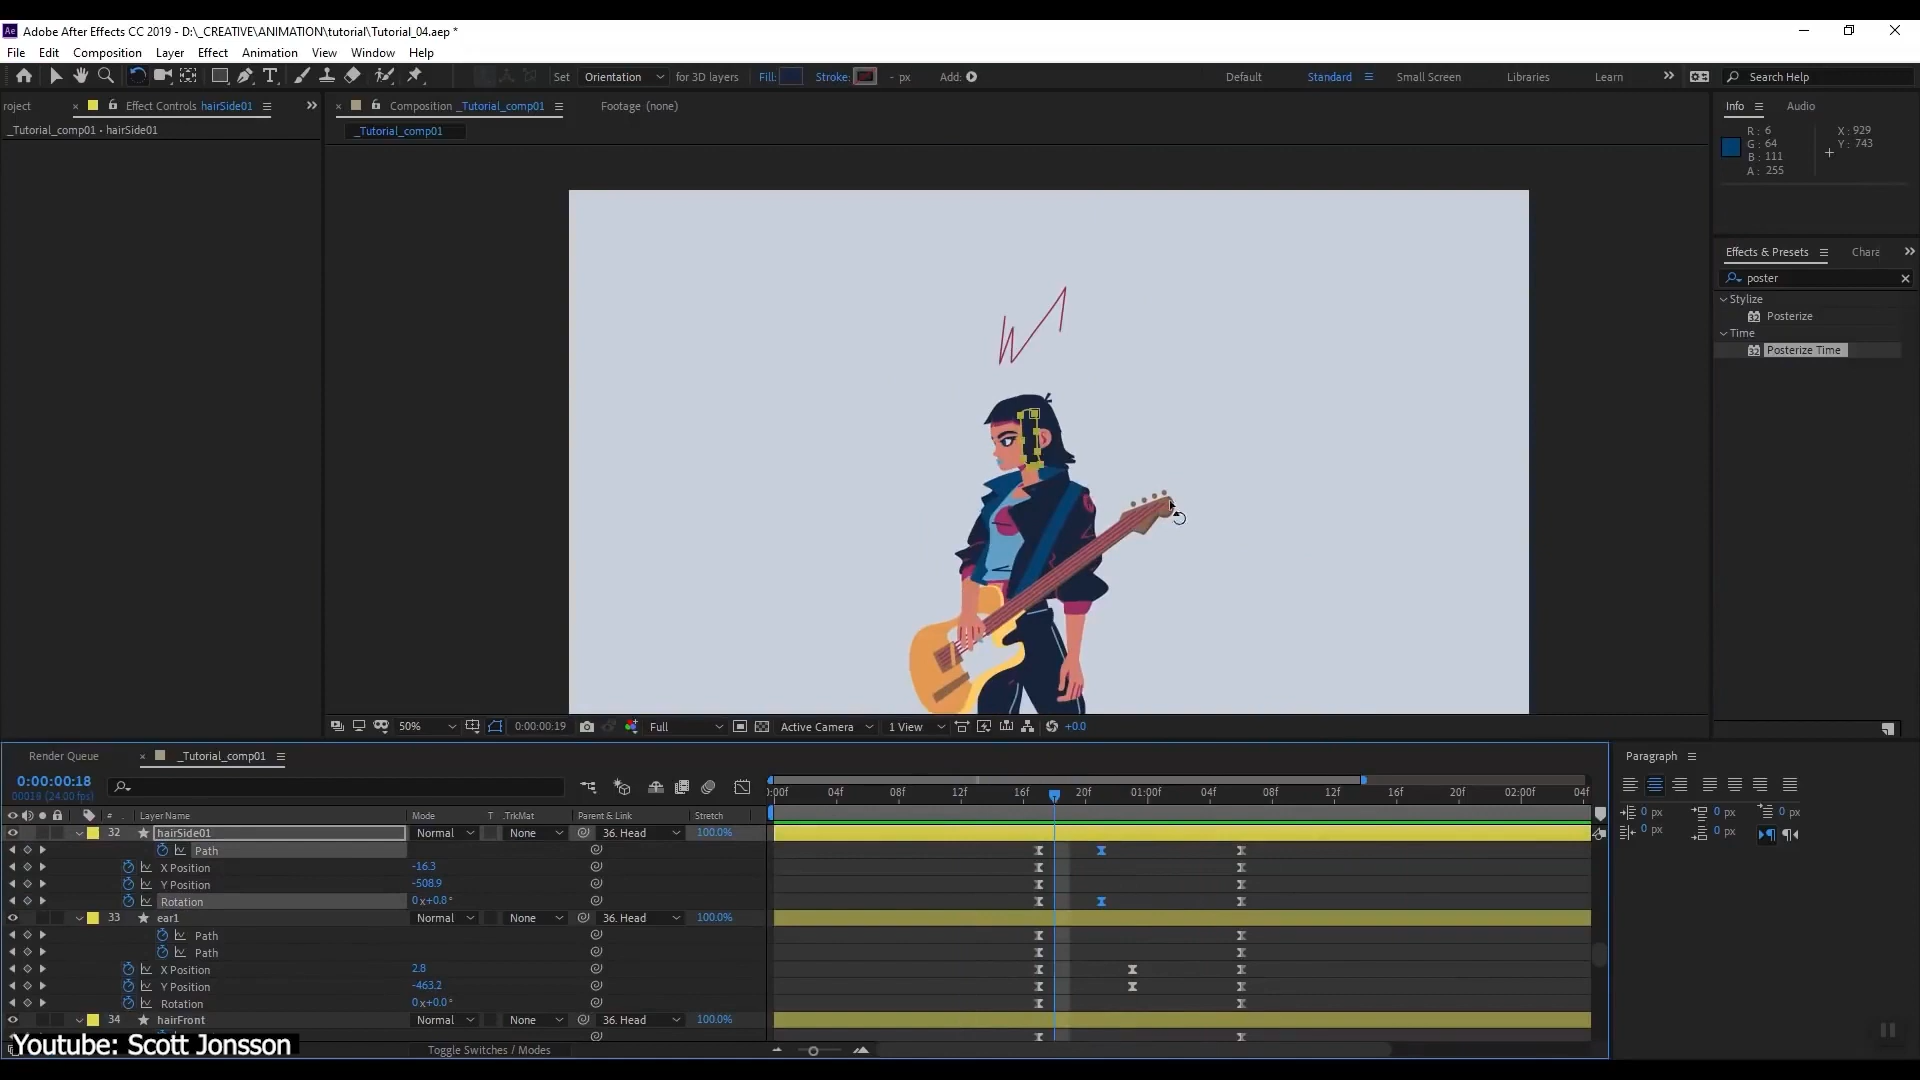 Adobe After Effects CC 2019 - D:\_CREATIVE\ANIMATION\tutorial\Tutorial_04.aep *
File Edit Composition Layer Effect Animation View Window Help
Set Orientation for 3D layers Fill: Stroke: - px Add: Default Standard Small Screen Libraries Learn Search Help
roject Effect Controls hairSide01 Composition _Tutorial_comp01 Footage (none) Info Audio
_Tutorial_comp01 • hairSide01 _Tutorial_comp01
R: 6 X: 929
G: 64 Y: 743
B: 111
A: 255
Effects & Presets Chara
poster
Stylize
Posterize
Time
Posterize Time
50% 0:00:00:19 Full Active Camera 1 View +0.0
Render Queue _Tutorial_comp01 Paragraph
0:00:00:18
00018 (24.00 fps)
):00f 04f 08f 12f 16f 20f 01:00f 04f 08f 12f 16f 20f 02:00f 04f
# Layer Name Mode T .TrkMat Parent & Link Stretch
0 px 0 px 0 px
0 px 0 px
32 hairSide01 Normal None 36. Head 100.0%
Path
X Position -16.3
Y Position -508.9
Rotation 0x+0.8°
33 ear1 Normal None 36. Head 100.0%
Path
Path
X Position 2.8
Y Position -463.2
Rotation 0x+0.0°
34 hairFront Normal None 36. Head 100.0%
Youtube: Scott Jonsson
Toggle Switches / Modes